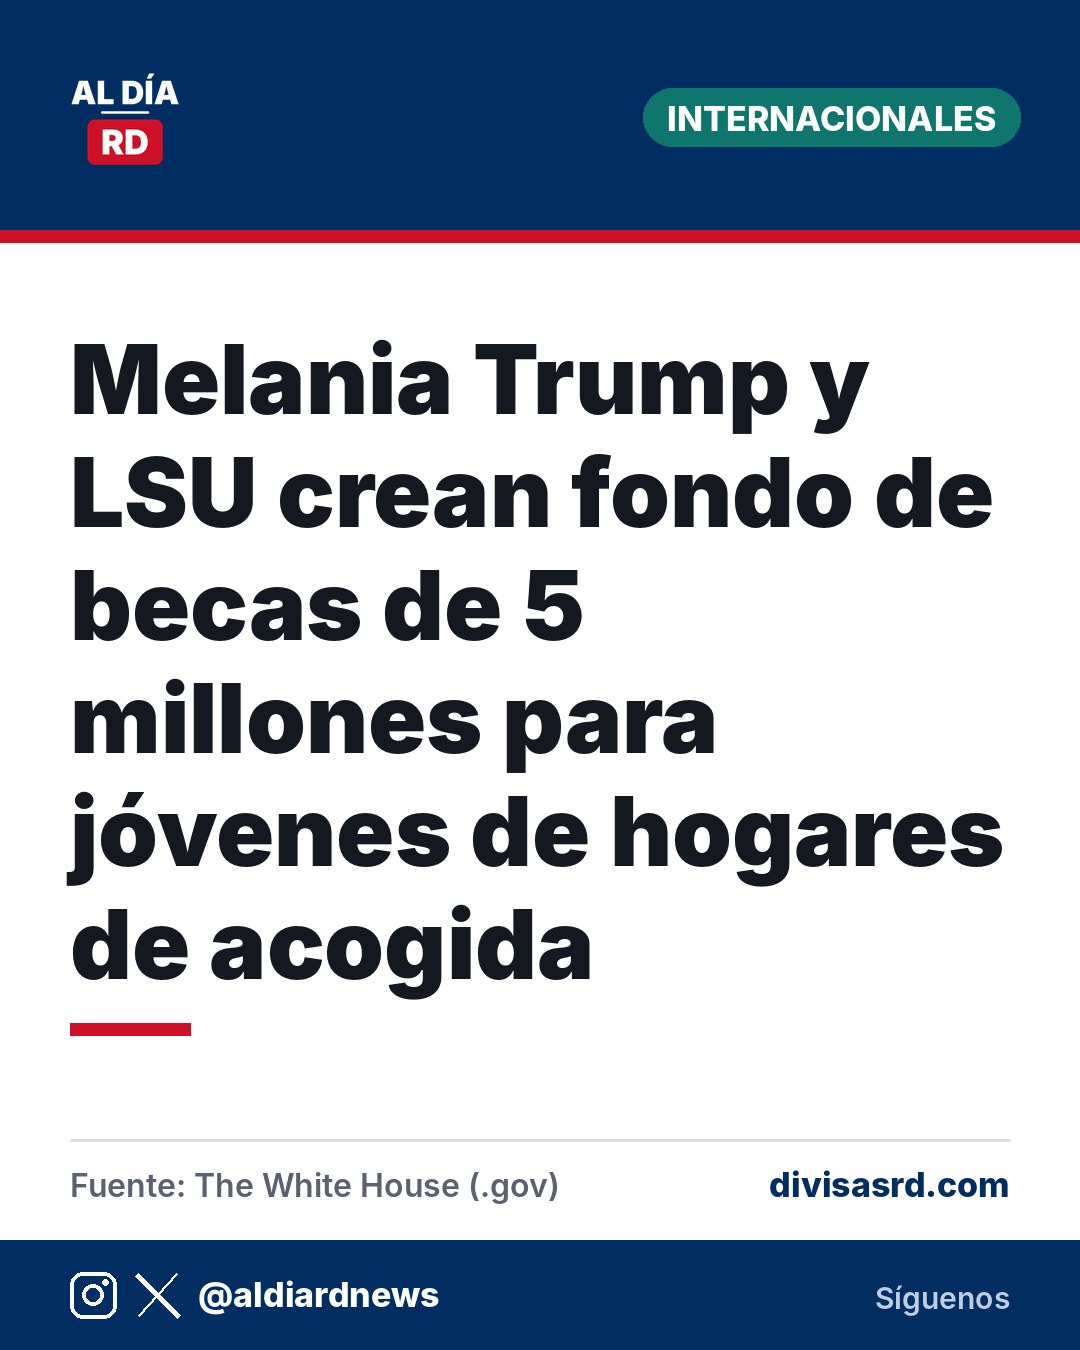 AL DÍA
RD
INTERNACIONALES
Melania Trump y
LSU crean fondo de
becas de 5
millones para
jóvenes de hogares
de acogida
Fuente: The White House (.gov)
divisasrd.com
@aldiardnews
Síguenos